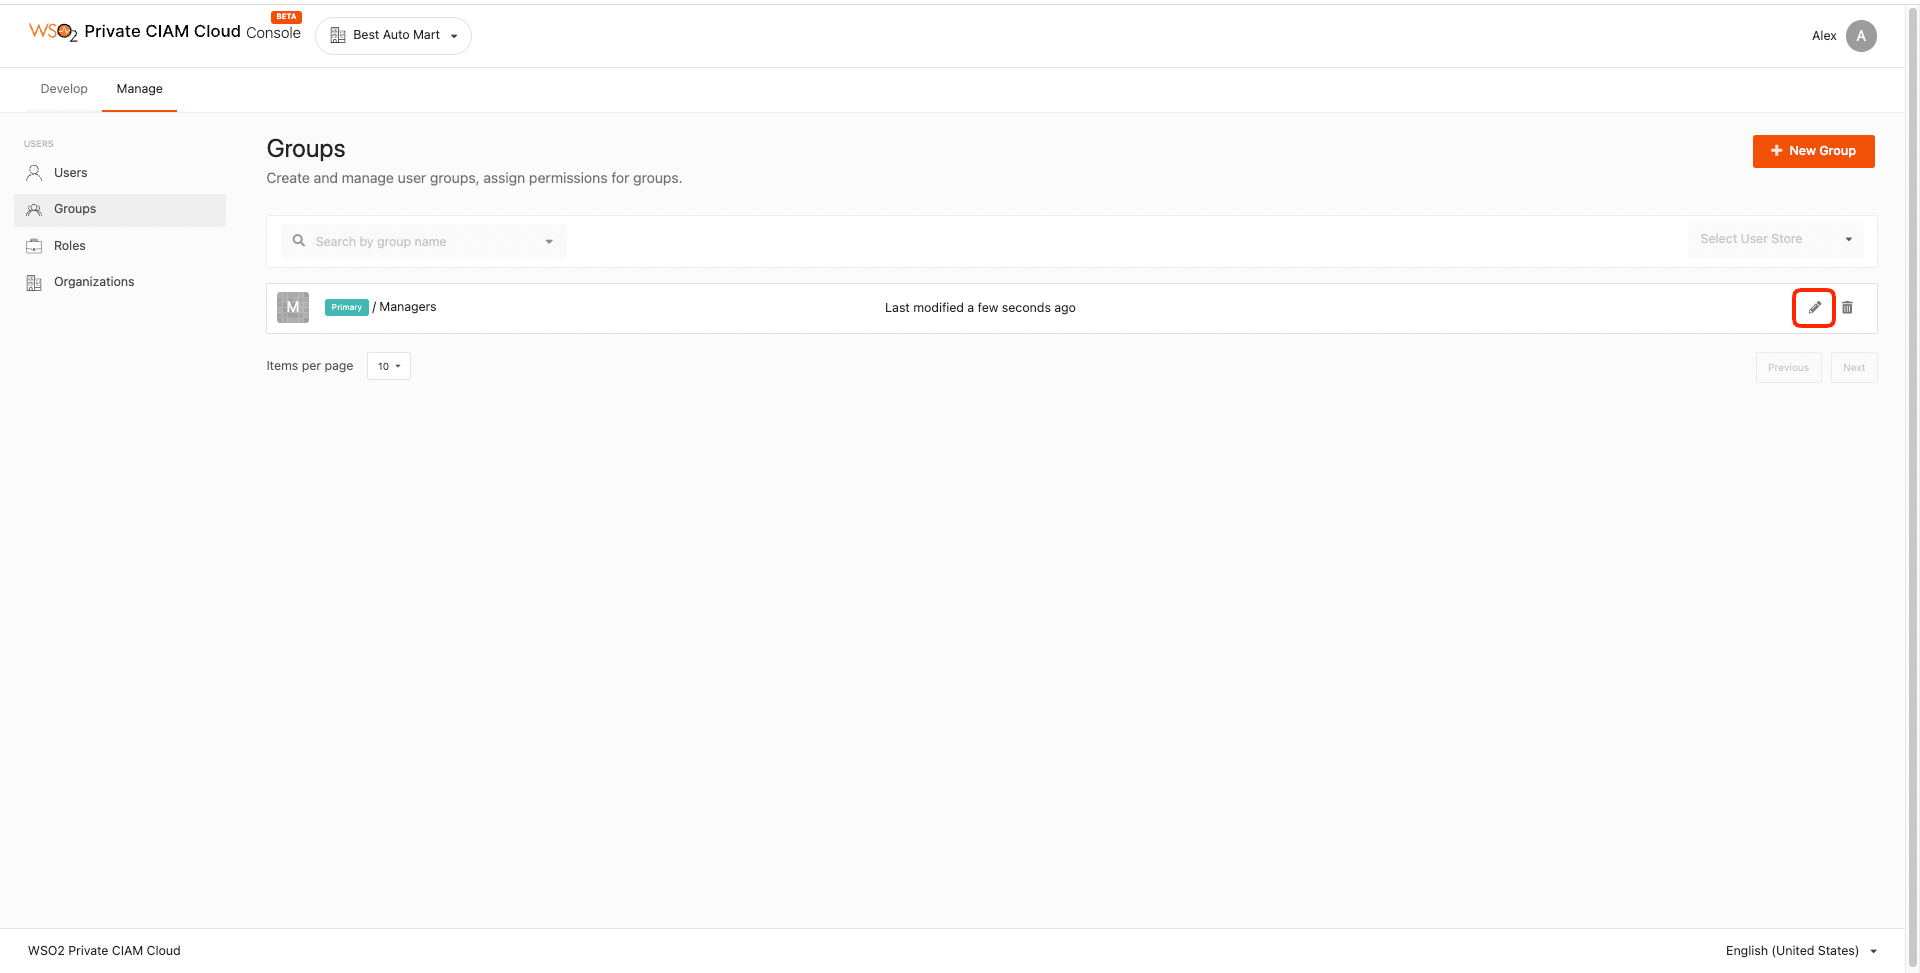 WSO2 Private CIAM Cloud Console BETA
Best Auto Mart
Alex A
Develop Manage
USERS
Users
Groups
Roles
Organizations
Groups
Create and manage user groups, assign permissions for groups.
New Group
Search by group name
Select User Store
M Primary / Managers
Last modified a few seconds ago
Items per page 10
Previous Next
WSO2 Private CIAM Cloud
English (United States)